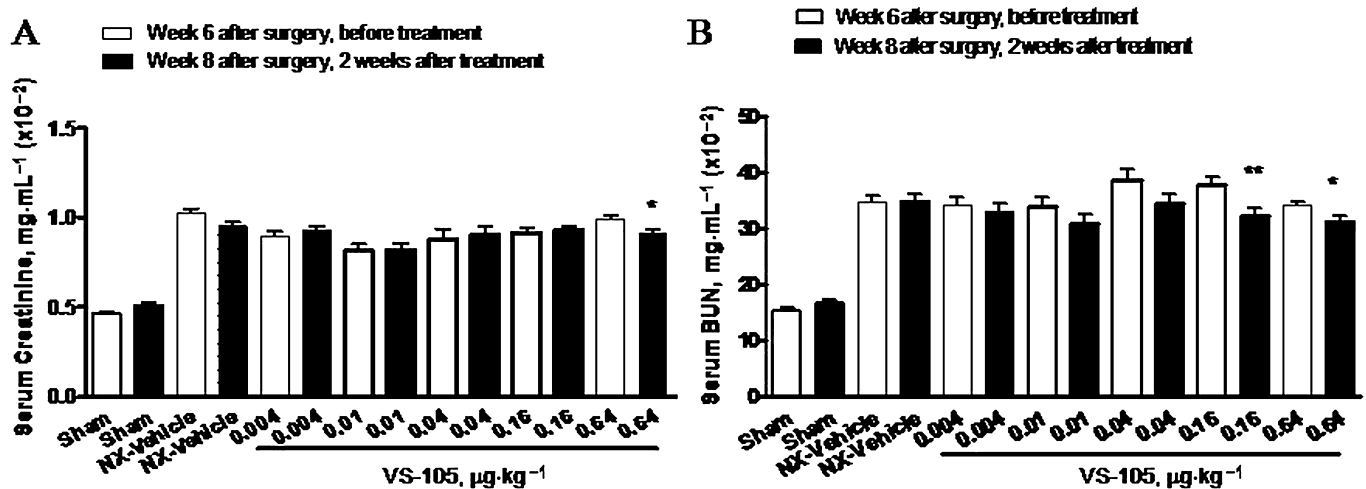 A
Week 6 after surgery, before treatment
Week 8 after surgery, 2 weeks after treatment
Serum Creatinine, mg·mL⁻¹ (x10⁻²)
1.5
1.0
0.5
0.0
*
Sham
Sham
NX-Vehicle
NX-Vehicle
0.004
0.004
0.01
0.01
0.04
0.04
0.16
0.16
0.64
0.64
VS-105, μg·kg⁻¹
B
Week 6 after surgery, before treatment
Week 8 after surgery, 2 weeks after treatment
Serum BUN, mg·mL⁻¹ (x10⁻²)
50
40
30
20
10
0
**
*
Sham
Sham
NX-Vehicle
NX-Vehicle
0.004
0.004
0.01
0.01
0.04
0.04
0.16
0.16
0.64
0.64
VS-105, μg·kg⁻¹